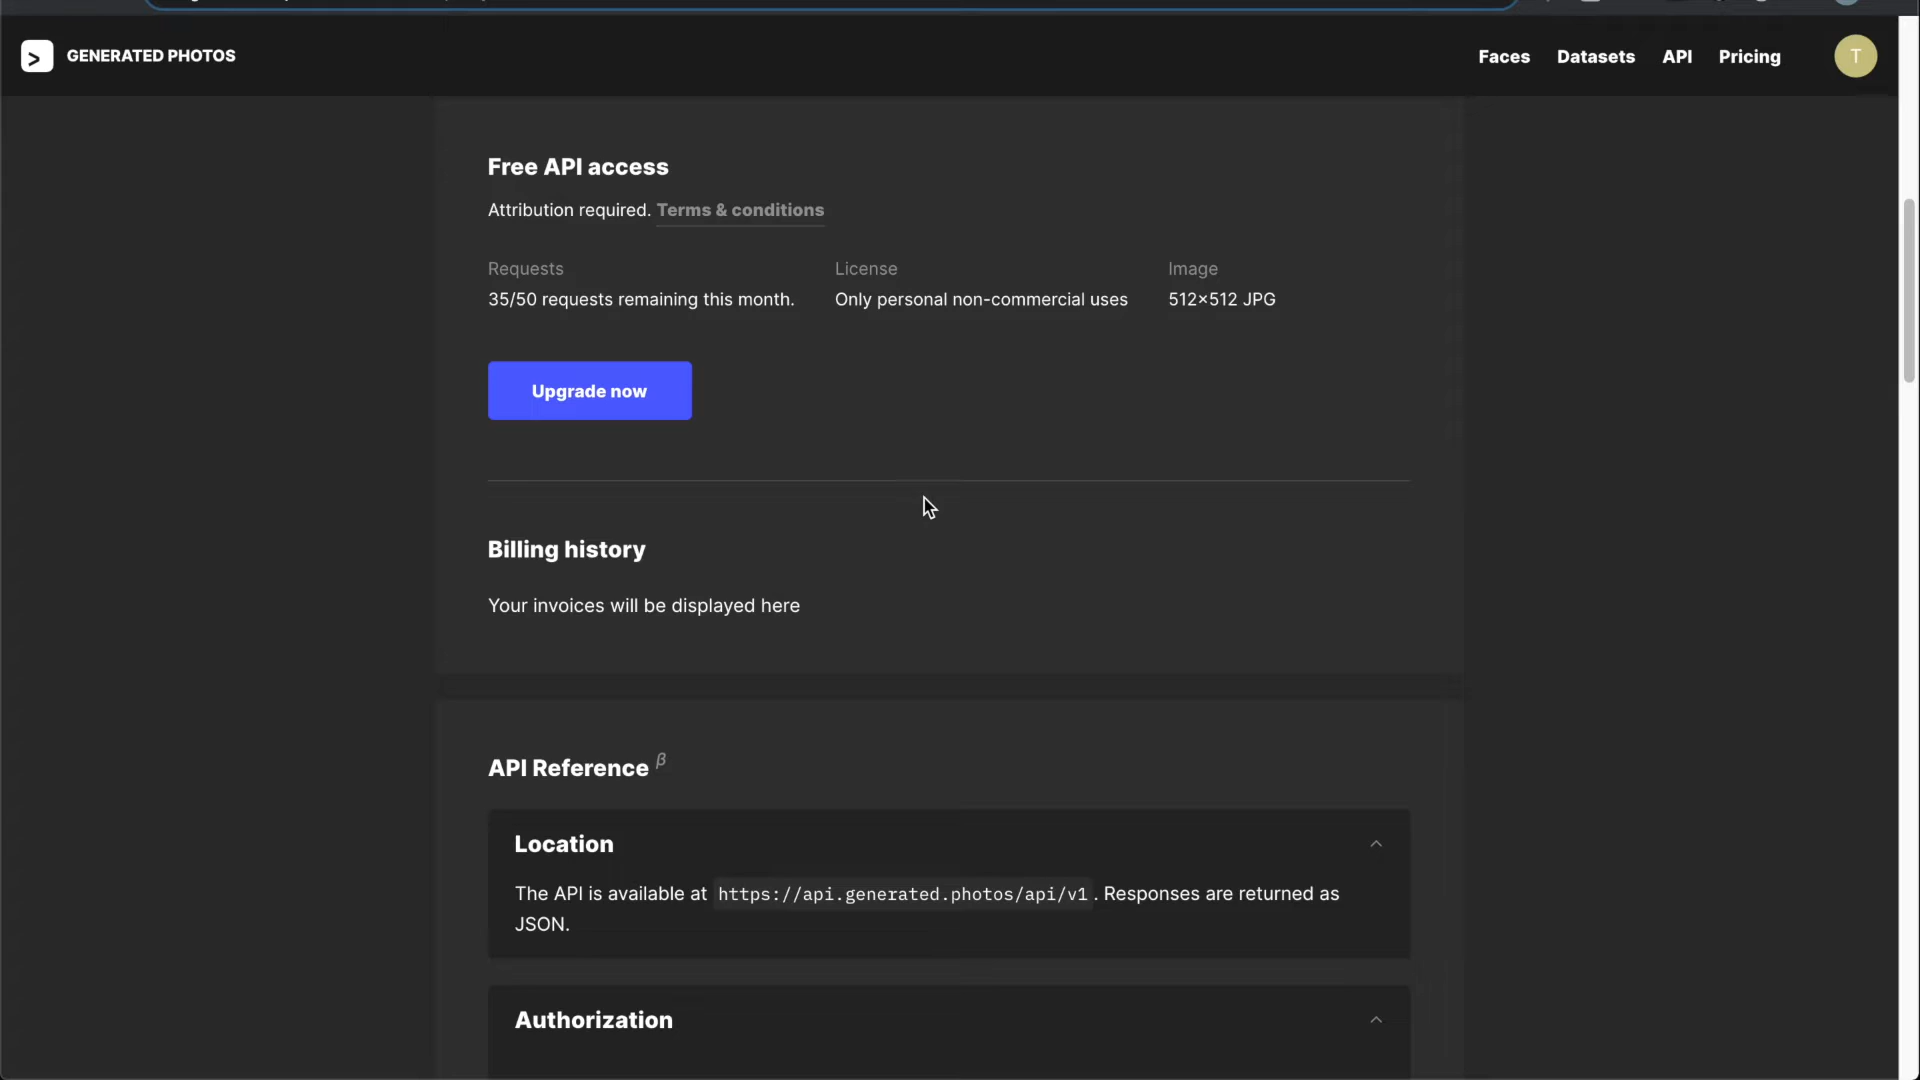 GENERATED PHOTOS
Faces Datasets API Pricing T
Free API access
Attribution required. Terms & conditions
Requests License Image
35/50 requests remaining this month. Only personal non-commercial uses 512×512 JPG
Upgrade now
Billing history
Your invoices will be displayed here
API Reference β
Location
The API is available at https://api.generated.photos/api/v1. Responses are returned as
JSON.
Authorization